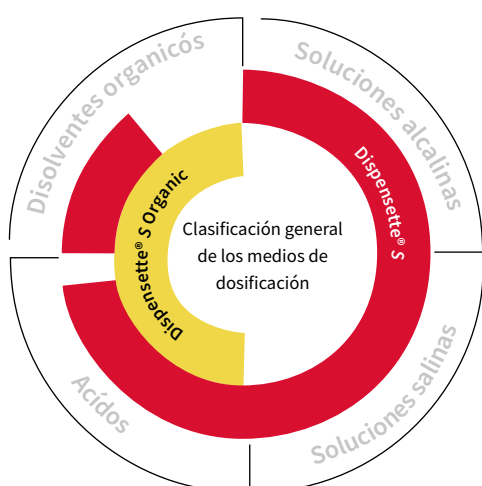 Disolventes organicós
Soluciones alcalinas
Dispensette® S
Dispensette® S Organic
Clasificación general
de los medios de
dosificación
Acídos
Soluciones salinas